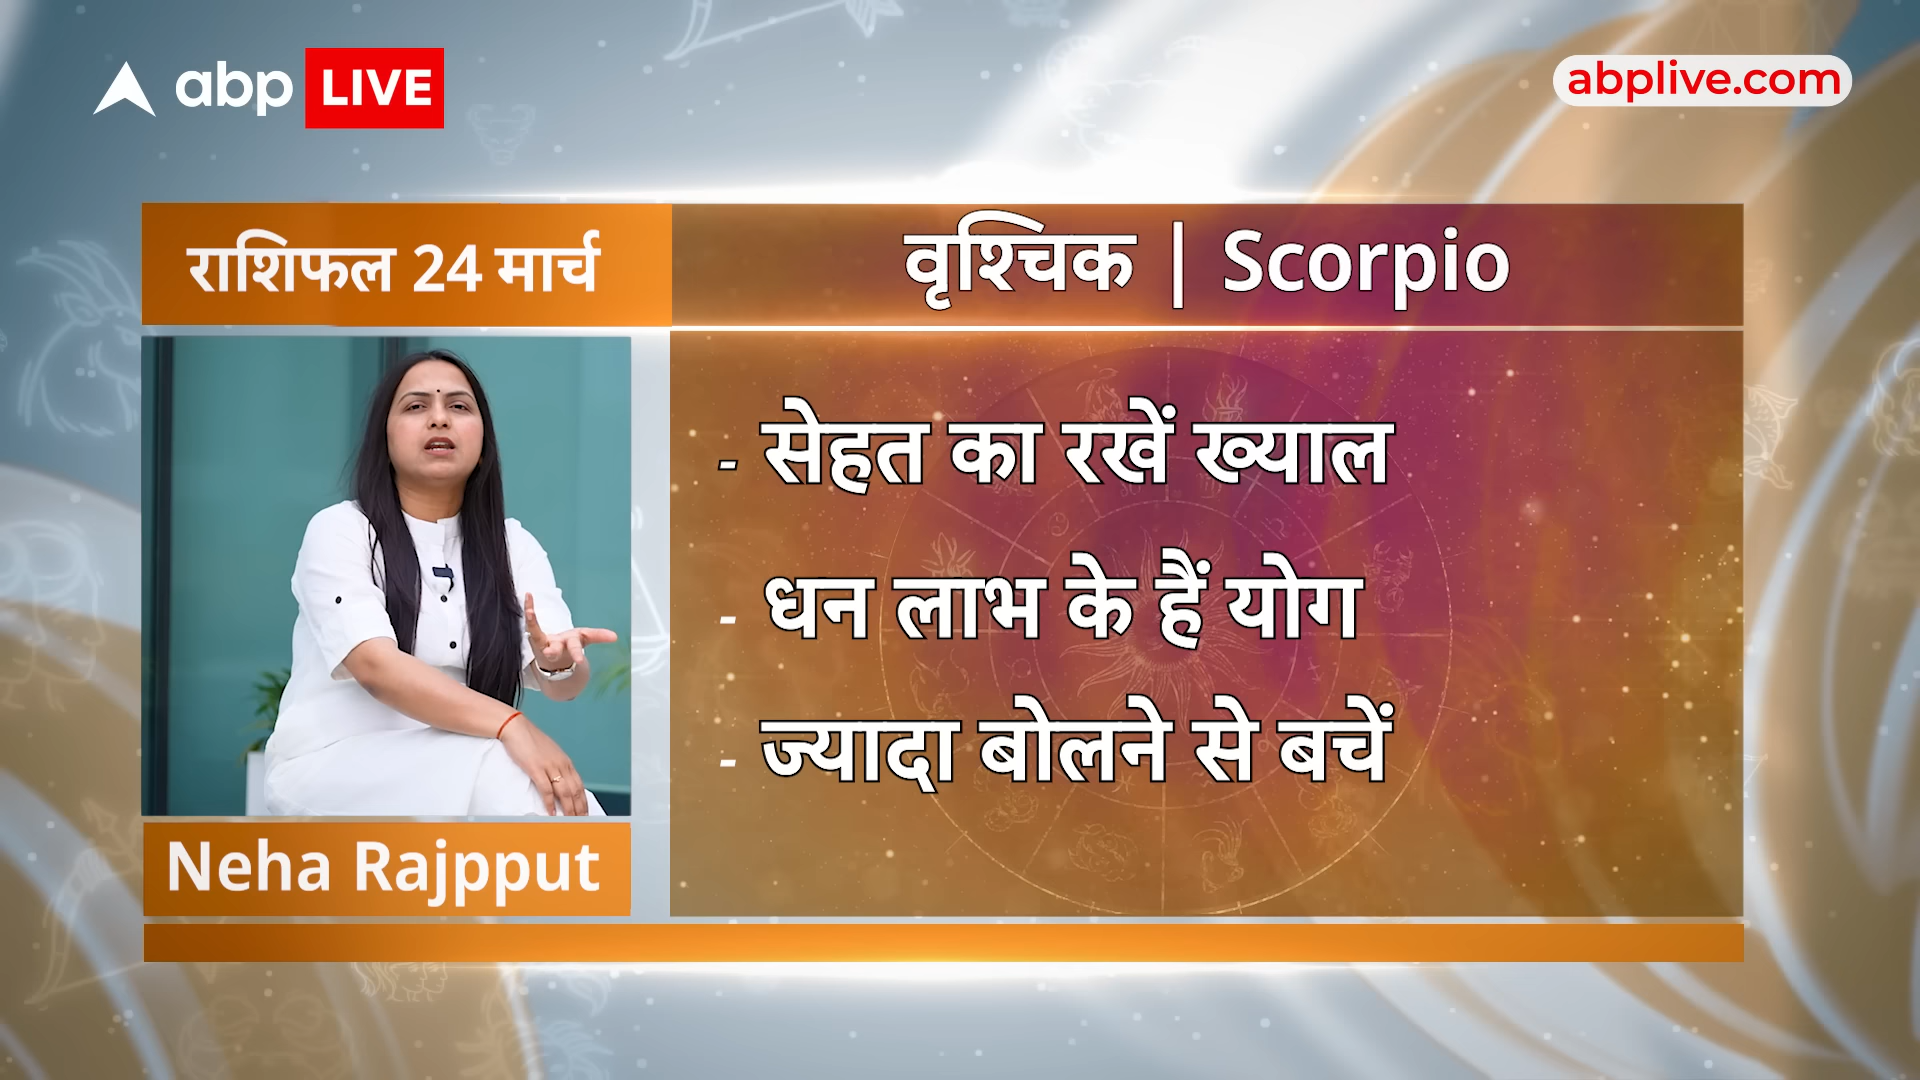 abp LIVE
abplive.com
राशिफल 24 मार्च
वृश्चिक | Scorpio
- सेहत का रखें ख्याल
- धन लाभ के हैं योग
- ज्यादा बोलने से बचें
Neha Rajpput